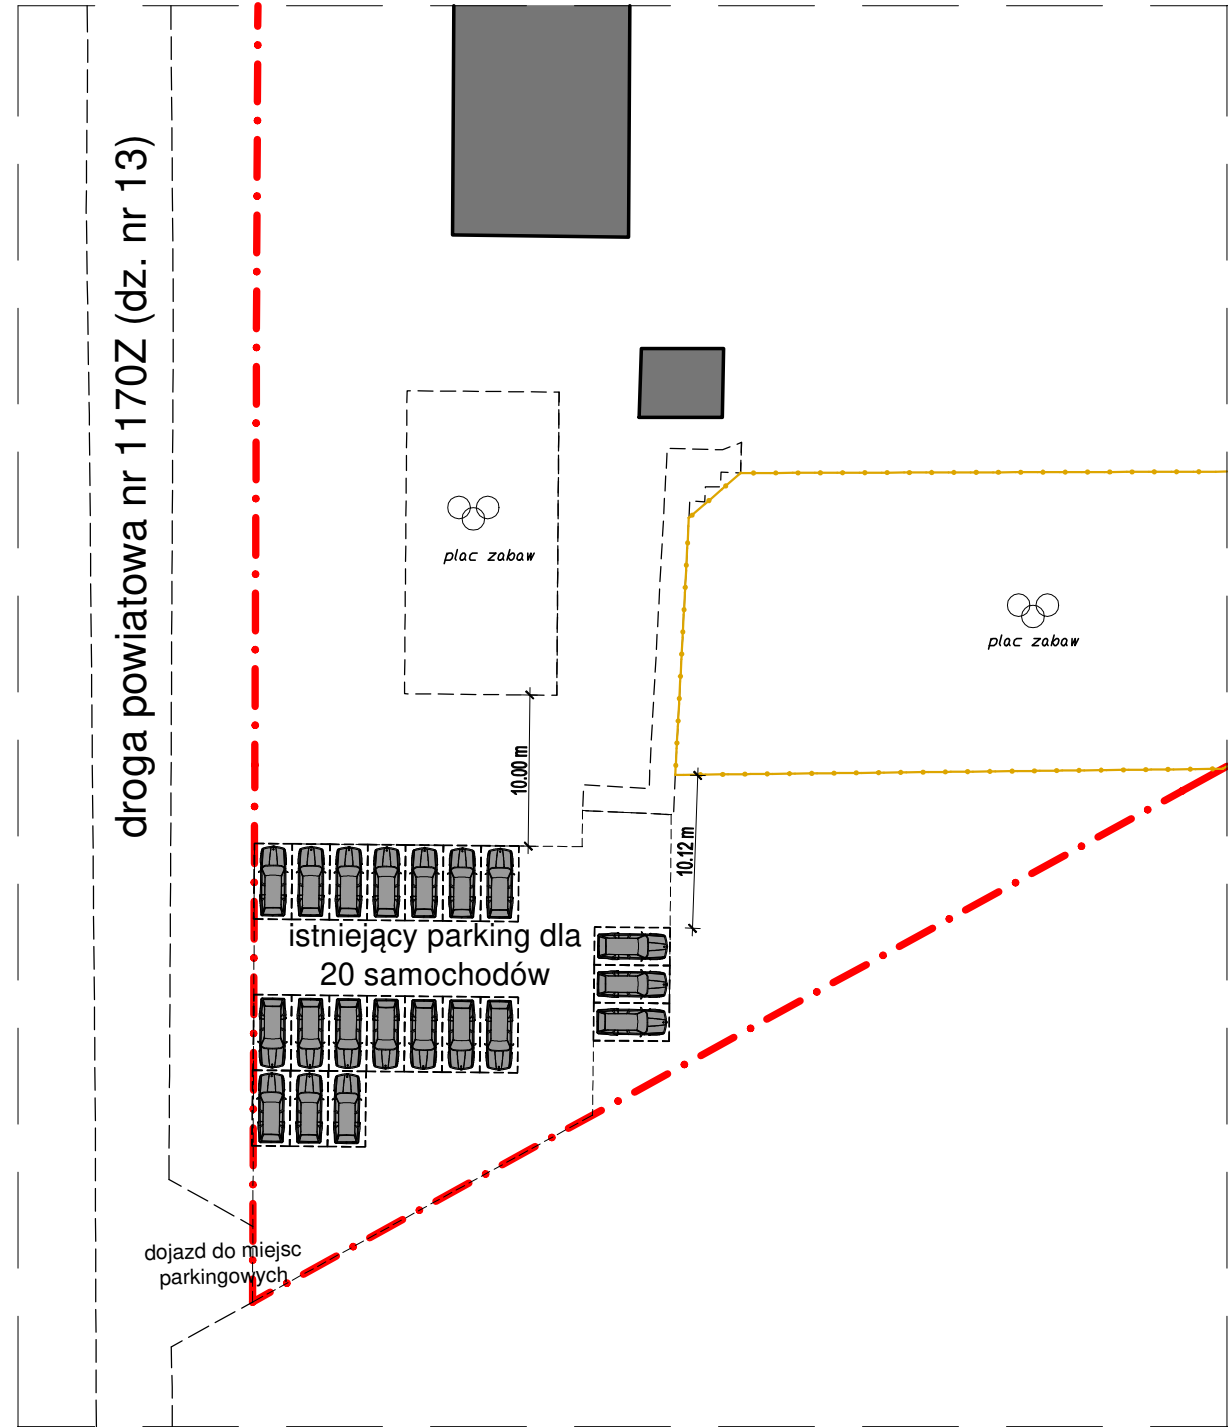 droga powiatowa nr 1170Z (dz. nr 13)
plac zabaw
plac zabaw
10.00 m
10.12 m
istniejący parking dla
20 samochodów
dojazd do miejsc
parkingowych